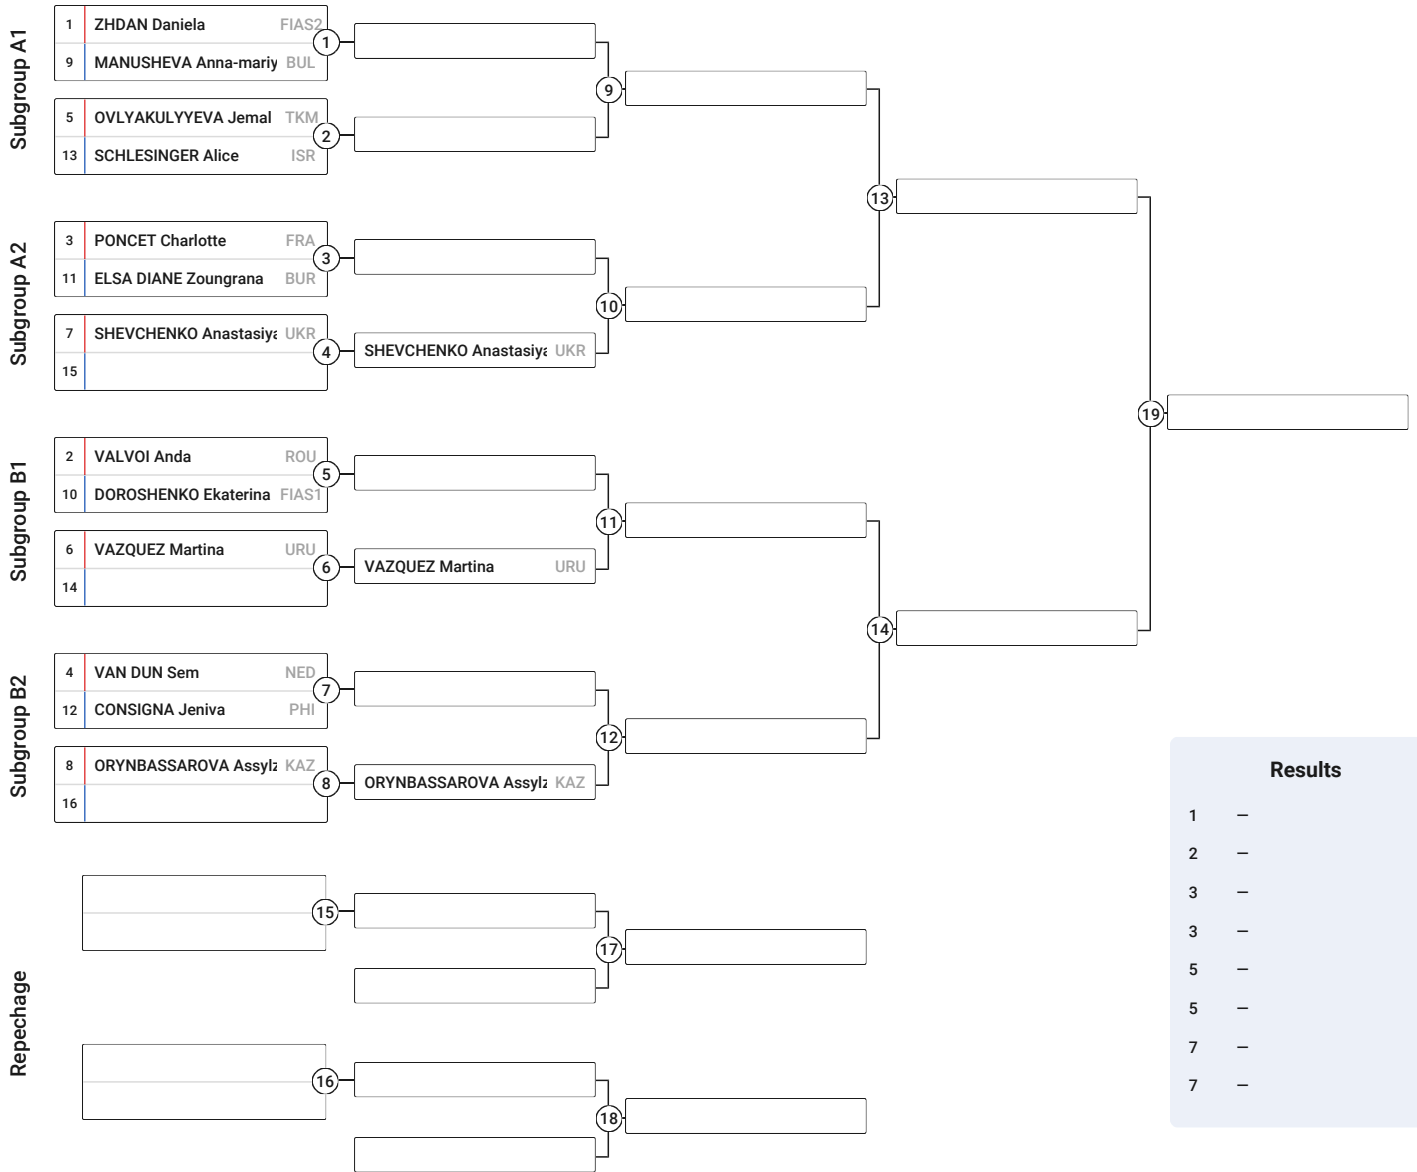 Subgroup A1
1 ZHDAN Daniela FIAS2
9 MANUSHEVA Anna-mariy BUL
1
5 OVLYAKULYYEVA Jemal TKM
13 SCHLESINGER Alice ISR
2
9
Subgroup A2
3 PONCET Charlotte FRA
11 ELSA DIANE Zoungrana BUR
3
7 SHEVCHENKO Anastasiya UKR
15
4
SHEVCHENKO Anastasiya UKR
10
13
Subgroup B1
2 VALVOI Anda ROU
10 DOROSHENKO Ekaterina FIAS1
5
6 VAZQUEZ Martina URU
14
6
VAZQUEZ Martina URU
11
Subgroup B2
4 VAN DUN Sem NED
12 CONSIGNA Jeniva PHI
7
8 ORYNBASSAROVA Assylz KAZ
16
8
ORYNBASSAROVA Assylz KAZ
12
14
19
Repechage
15
17
16
18
Results
1 –
2 –
3 –
3 –
5 –
5 –
7 –
7 –